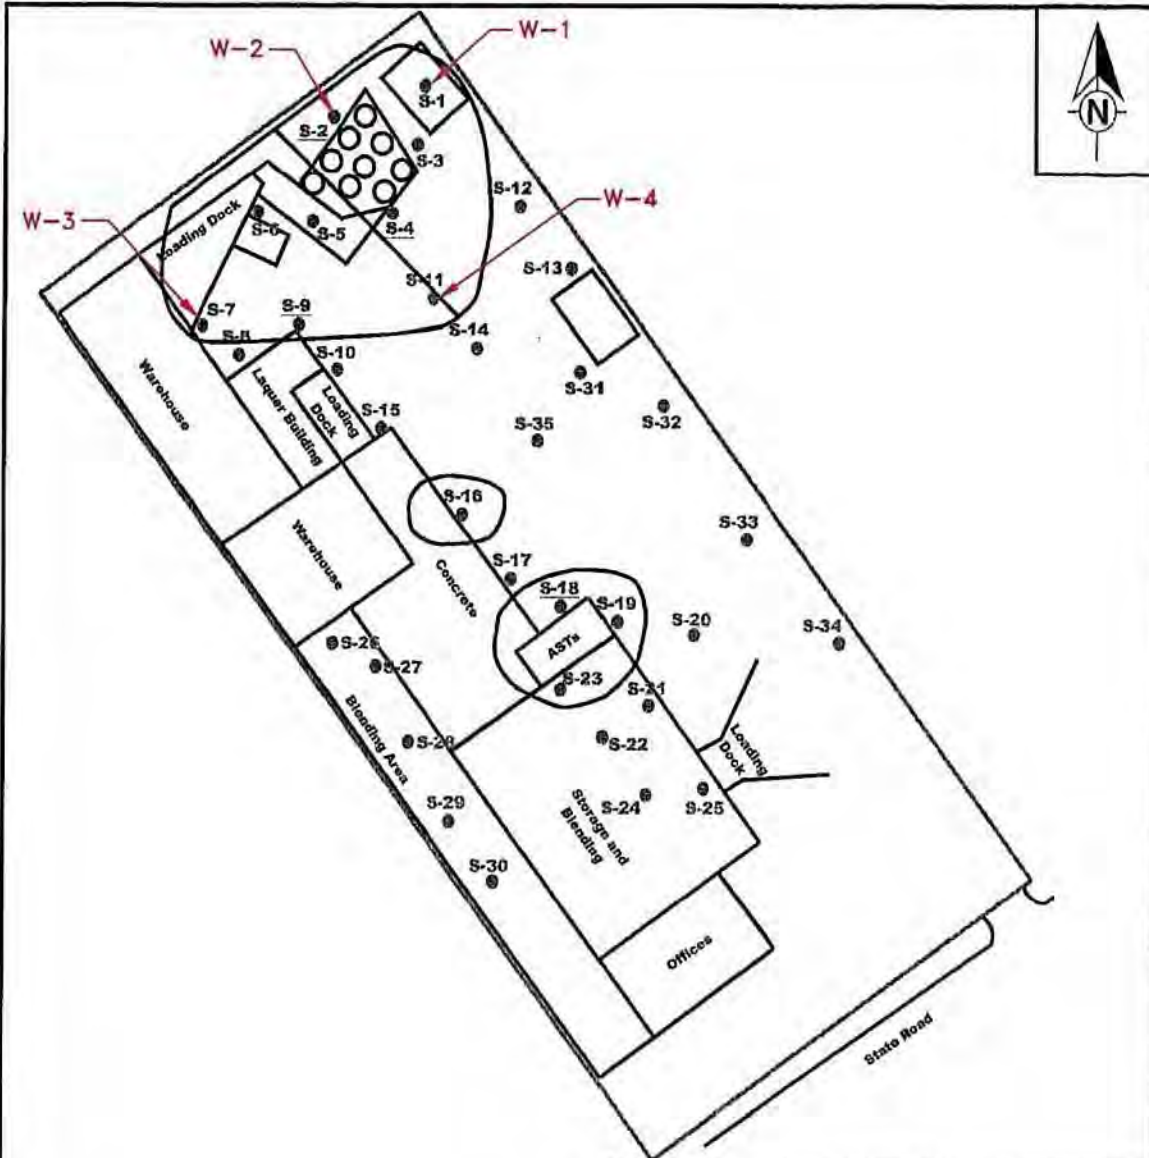 W-1
W-2
N
S-1
S-2
S-3
S-12
W-4
W-3
Loading Dock
S-6
S-5
S-4
S-13
S-11
S-7
S-9
S-8
S-14
S-10
S-31
Warehouse
Laquer Building
Loading
Dock
S-32
S-15
S-35
S-16
S-33
Warehouse
S-17
Concrete
S-18
S-19
S-20
S-34
ASTs
S-26
S-27
S-23
S-21
Blending Area
S-28
S-22
Loading
Dock
S-29
S-24
S-25
Storage and
Blending
S-30
Offices
State Road